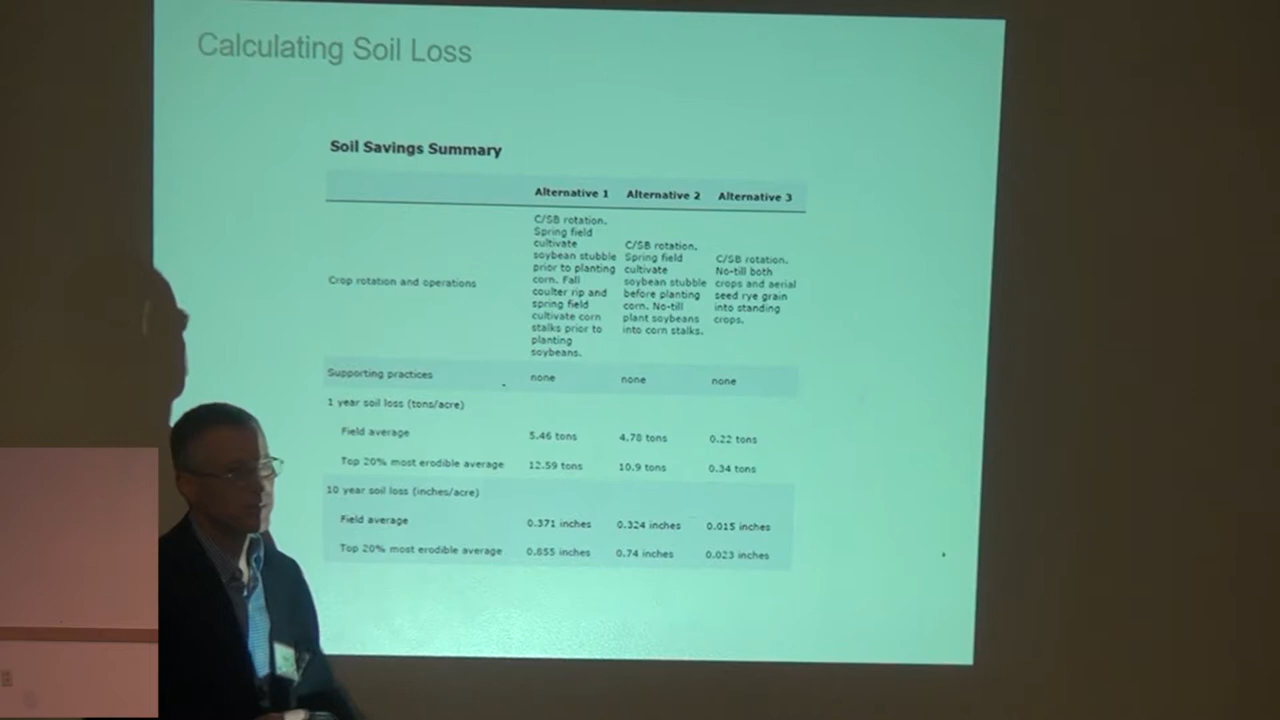 Calculating Soil Loss
Soil Savings Summary
Alternative 1 Alternative 2 Alternative 3
Crop rotation and operations
C/SB rotation.
Spring field
cultivate
soybean stubble
prior to planting
corn. Fall
coulter rip and
spring field
cultivate corn
stalks prior to
planting
soybeans.
C/SB rotation.
Spring field
cultivate
soybean stubble
before planting
corn. No-till
plant soybeans
into corn stalks.
C/SB rotation.
No-till both
crops and aerial
seed rye grain
into standing
crops.
Supporting practices none none none
1 year soil loss (tons/acre)
Field average 5.46 tons 4.78 tons 0.22 tons
Top 20% most erodible average 12.59 tons 10.9 tons 0.34 tons
10 year soil loss (inches/acre)
Field average 0.371 inches 0.324 inches 0.015 inches
Top 20% most erodible average 0.855 inches 0.74 inches 0.023 inches